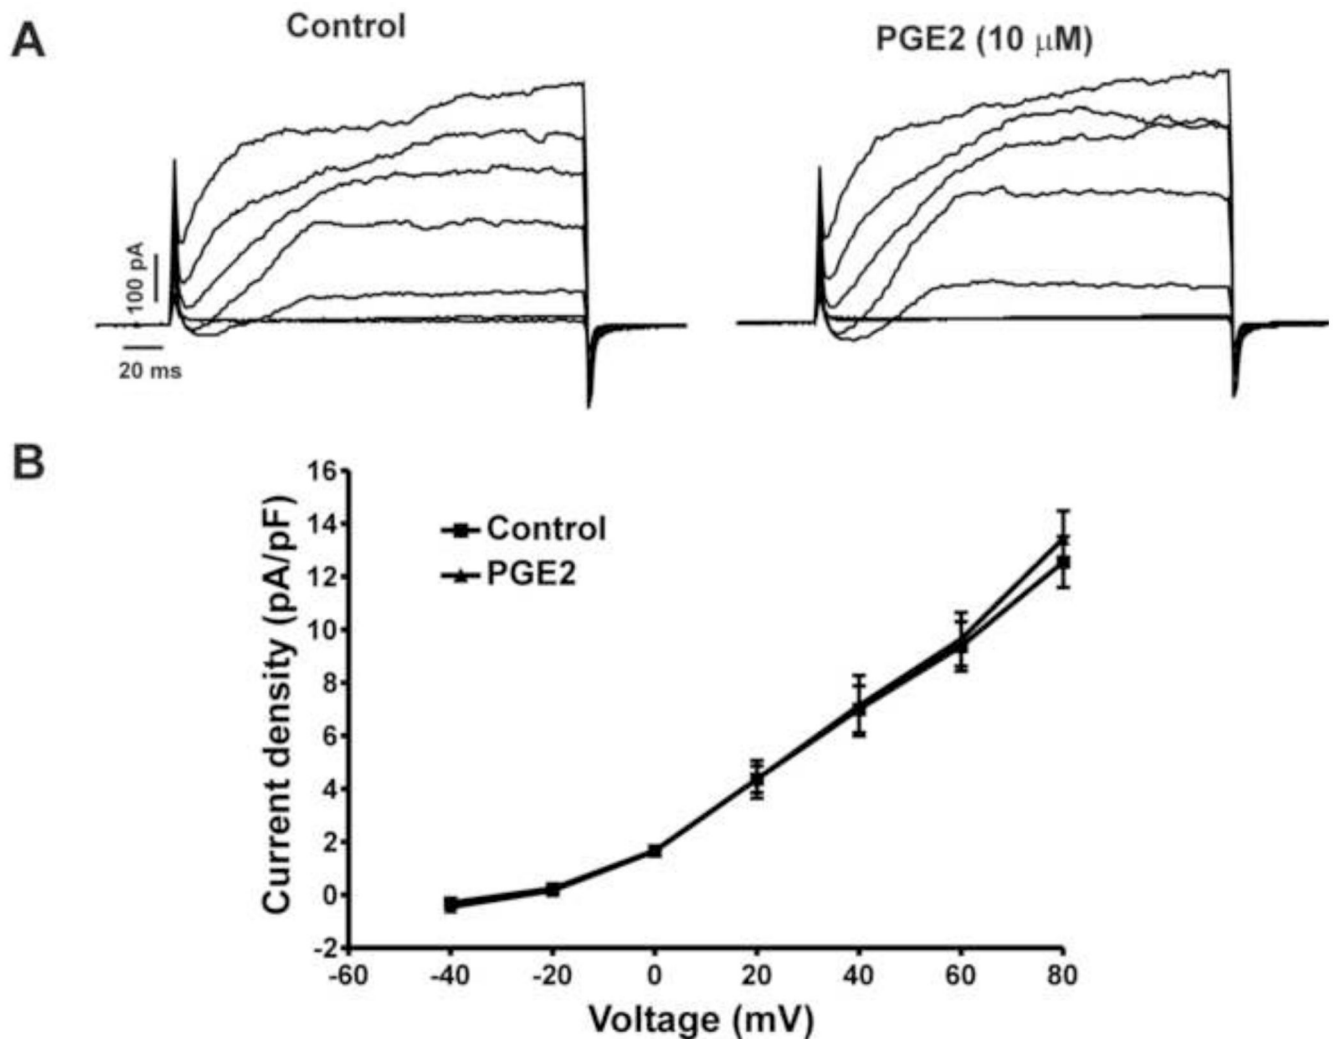 A
Control
PGE2 (10 μM)
100 pA
20 ms
B
Current density (pA/pF)
16
14
12
10
8
6
4
2
0
-2
Control
PGE2
-60 -40 -20 0 20 40 60 80
Voltage (mV)